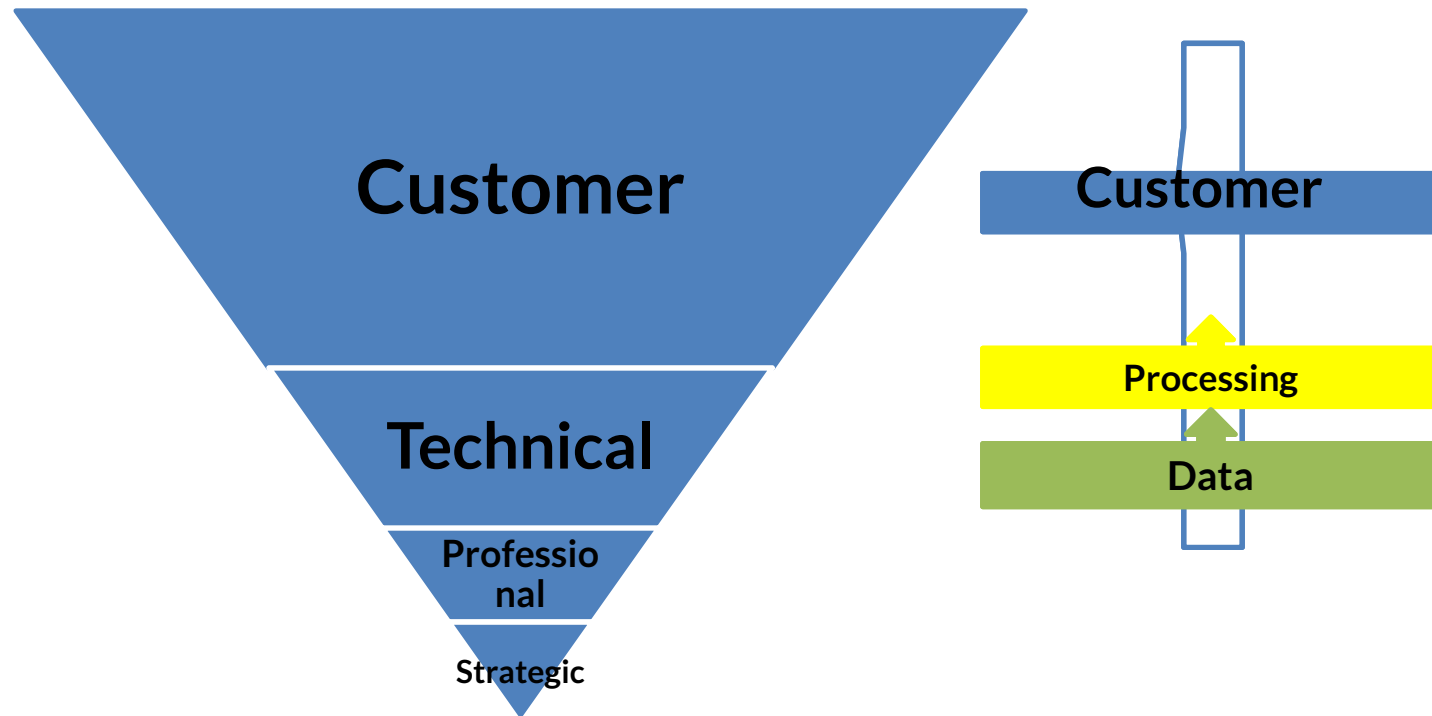 Customer
Technical
Professio
nal
Strategic
Customer
Processing
Data